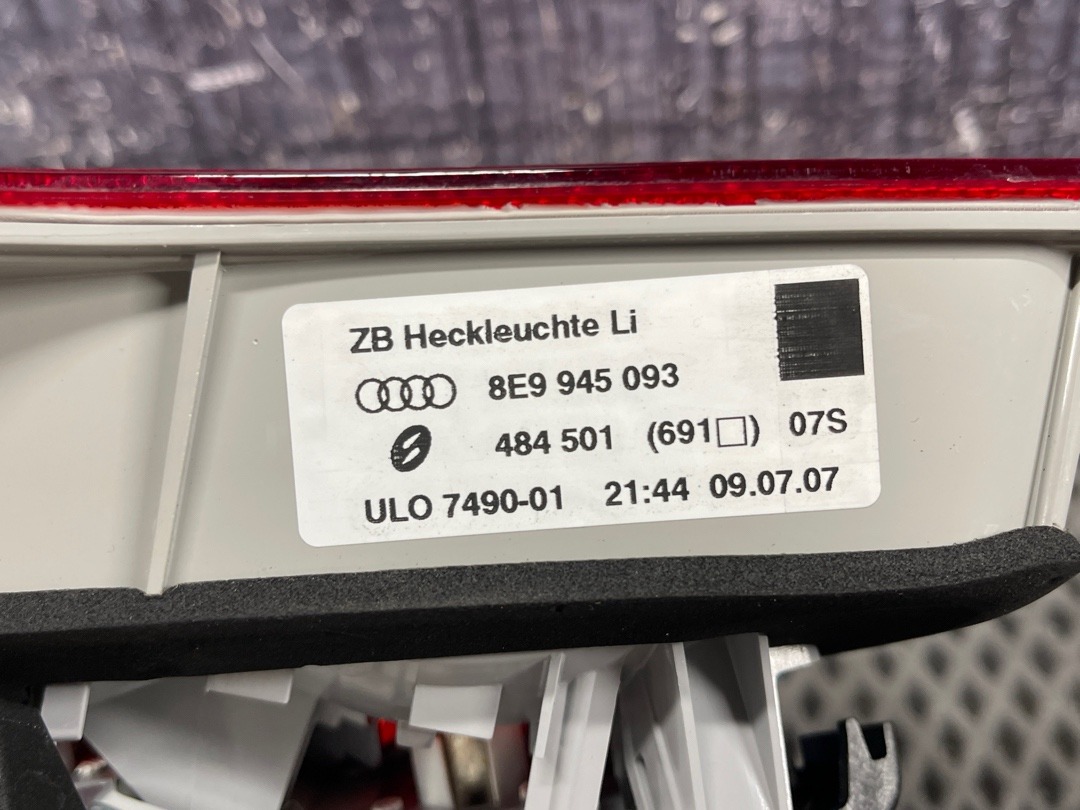 ZB Heckleuchte Li
8E9 945 093
484 501 (691□) 07S
ULO 7490-01 21:44 09.07.07